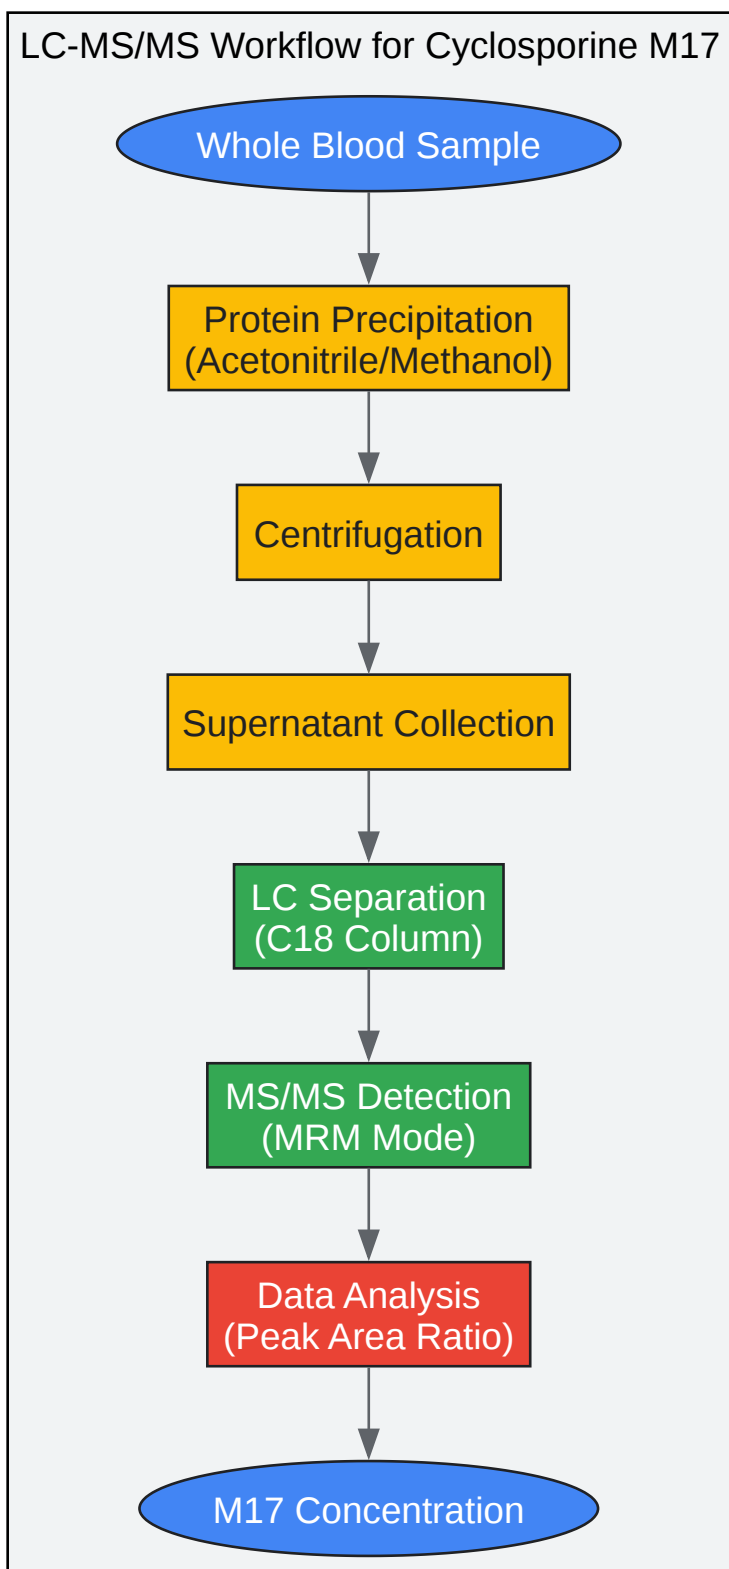 LC-MS/MS Workflow for Cyclosporine M17
Whole Blood Sample
Protein Precipitation
(Acetonitrile/Methanol)
Centrifugation
Supernatant Collection
LC Separation
(C18 Column)
MS/MS Detection
(MRM Mode)
Data Analysis
(Peak Area Ratio)
M17 Concentration